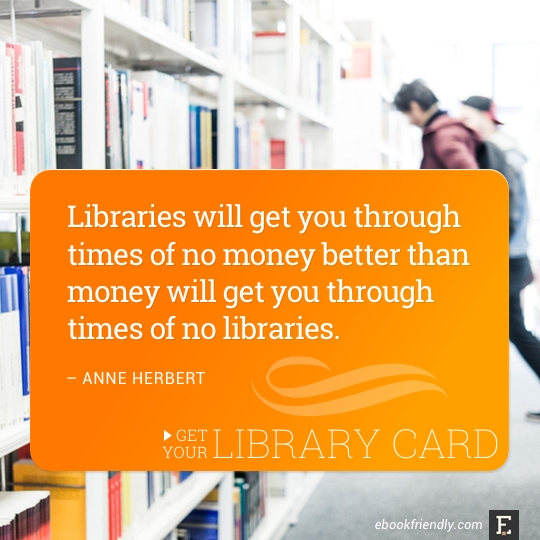 Libraries will get you through
times of no money better than
money will get you through
times of no libraries.
– ANNE HERBERT
GET
YOUR LIBRARY CARD
ebookfriendly.com E